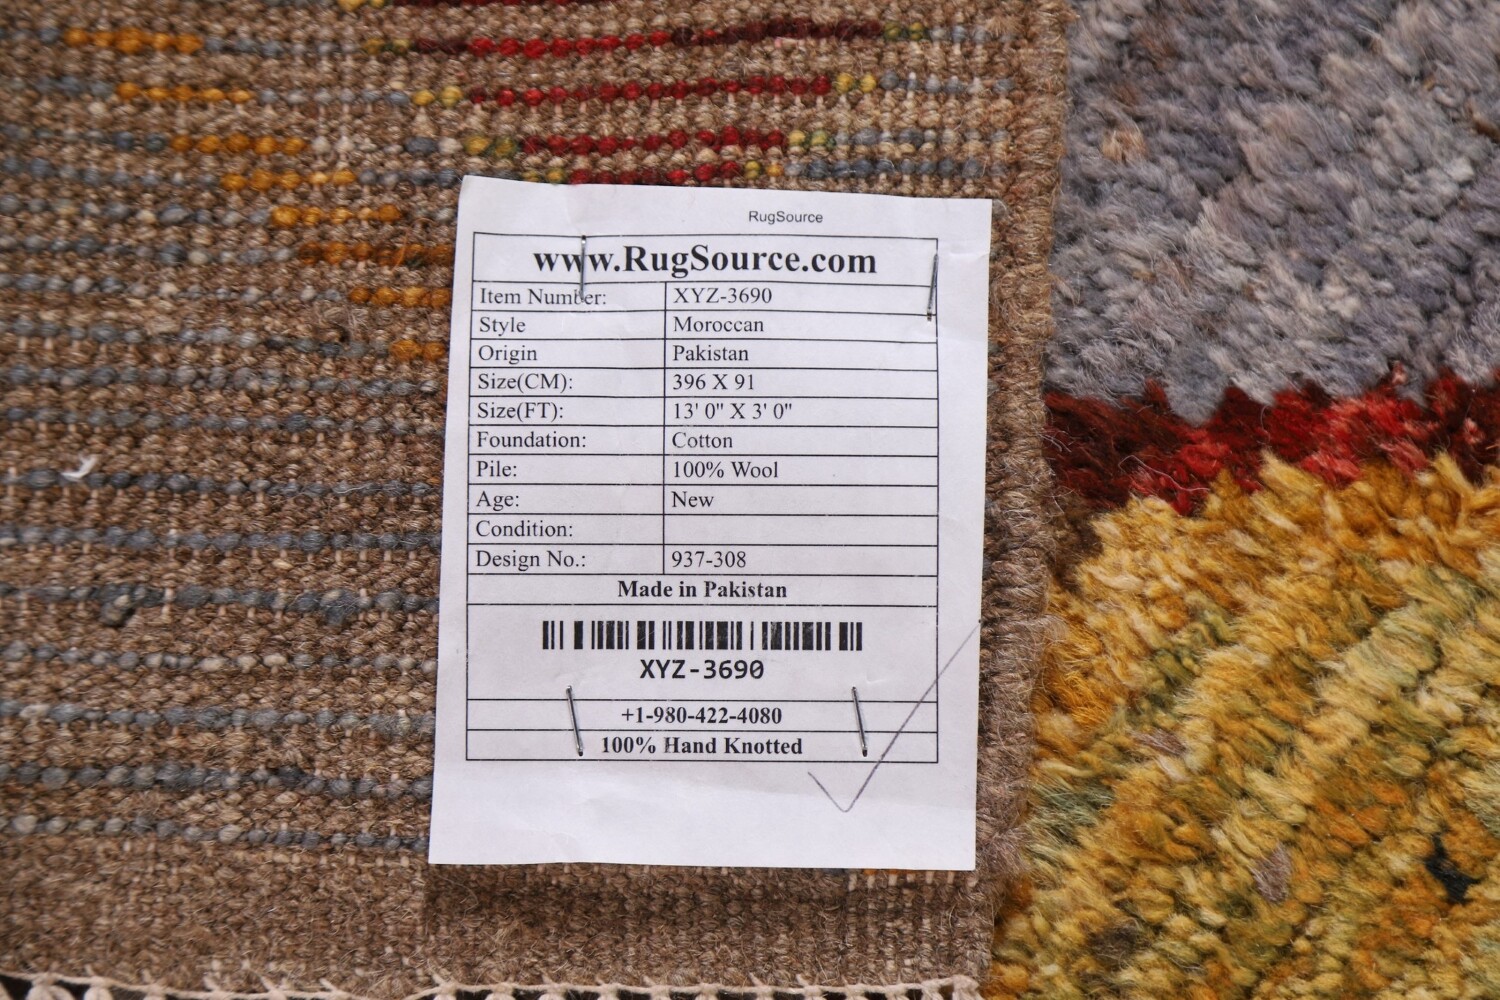 RugSource
www.RugSource.com
Item Number: XYZ-3690
Style Moroccan
Origin Pakistan
Size(CM): 396 X 91
Size(FT): 13' 0" X 3' 0"
Foundation: Cotton
Pile: 100% Wool
Age: New
Condition:
Design No.: 937-308
Made in Pakistan
XYZ-3690
+1-980-422-4080
100% Hand Knotted